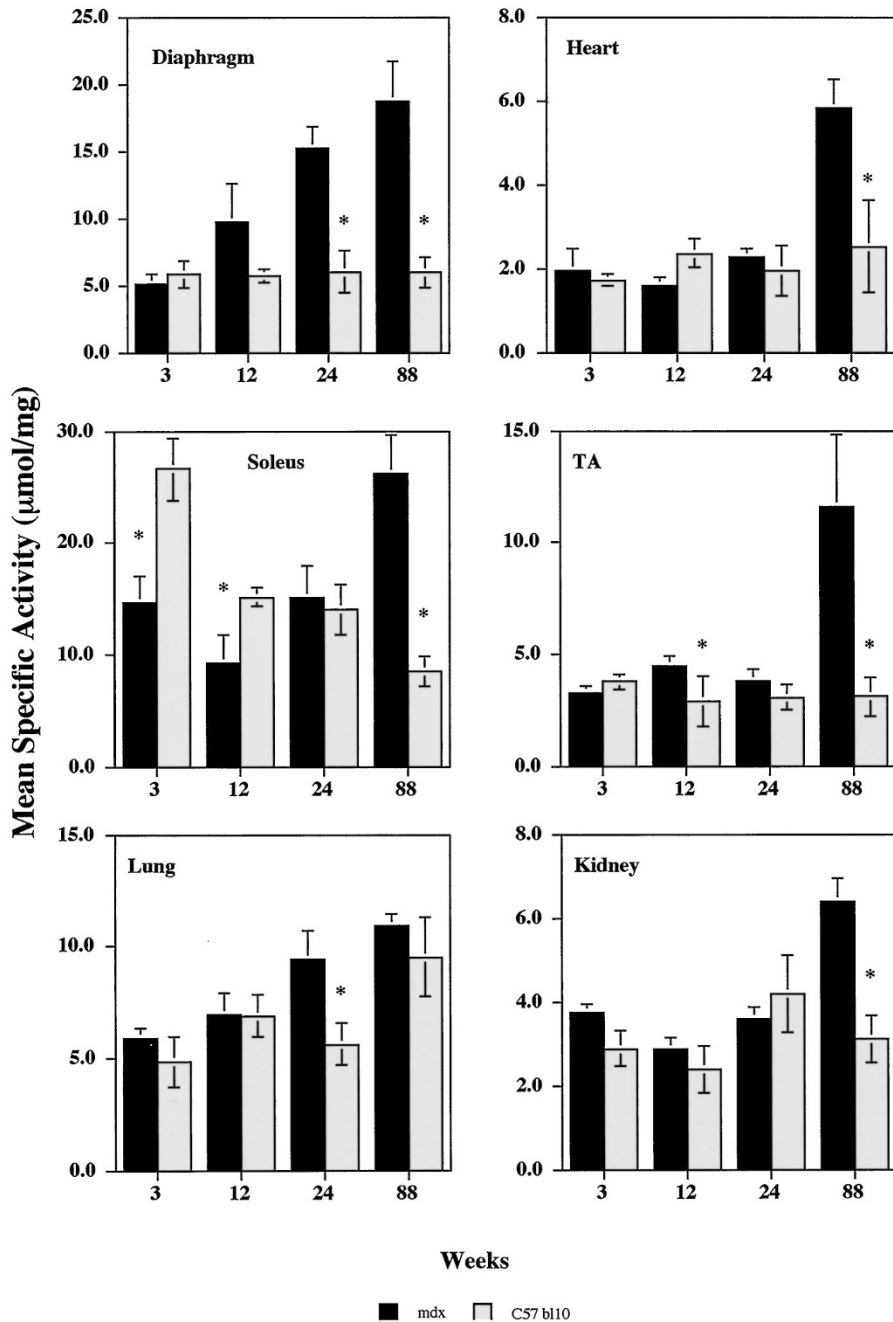 Mean Specific Activity (μmol/mg)
Diaphragm
25.0
20.0
15.0
10.0
5.0
0.0
*
*
3 12 24 88
Heart
8.0
6.0
4.0
2.0
0.0
*
3 12 24 88
Soleus
30.0
20.0
10.0
0.0
*
*
*
3 12 24 88
TA
15.0
10.0
5.0
0.0
*
*
3 12 24 88
Lung
15.0
10.0
5.0
0.0
*
3 12 24 88
Kidney
8.0
6.0
4.0
2.0
0.0
*
3 12 24 88
Weeks
mdx C57 bl10